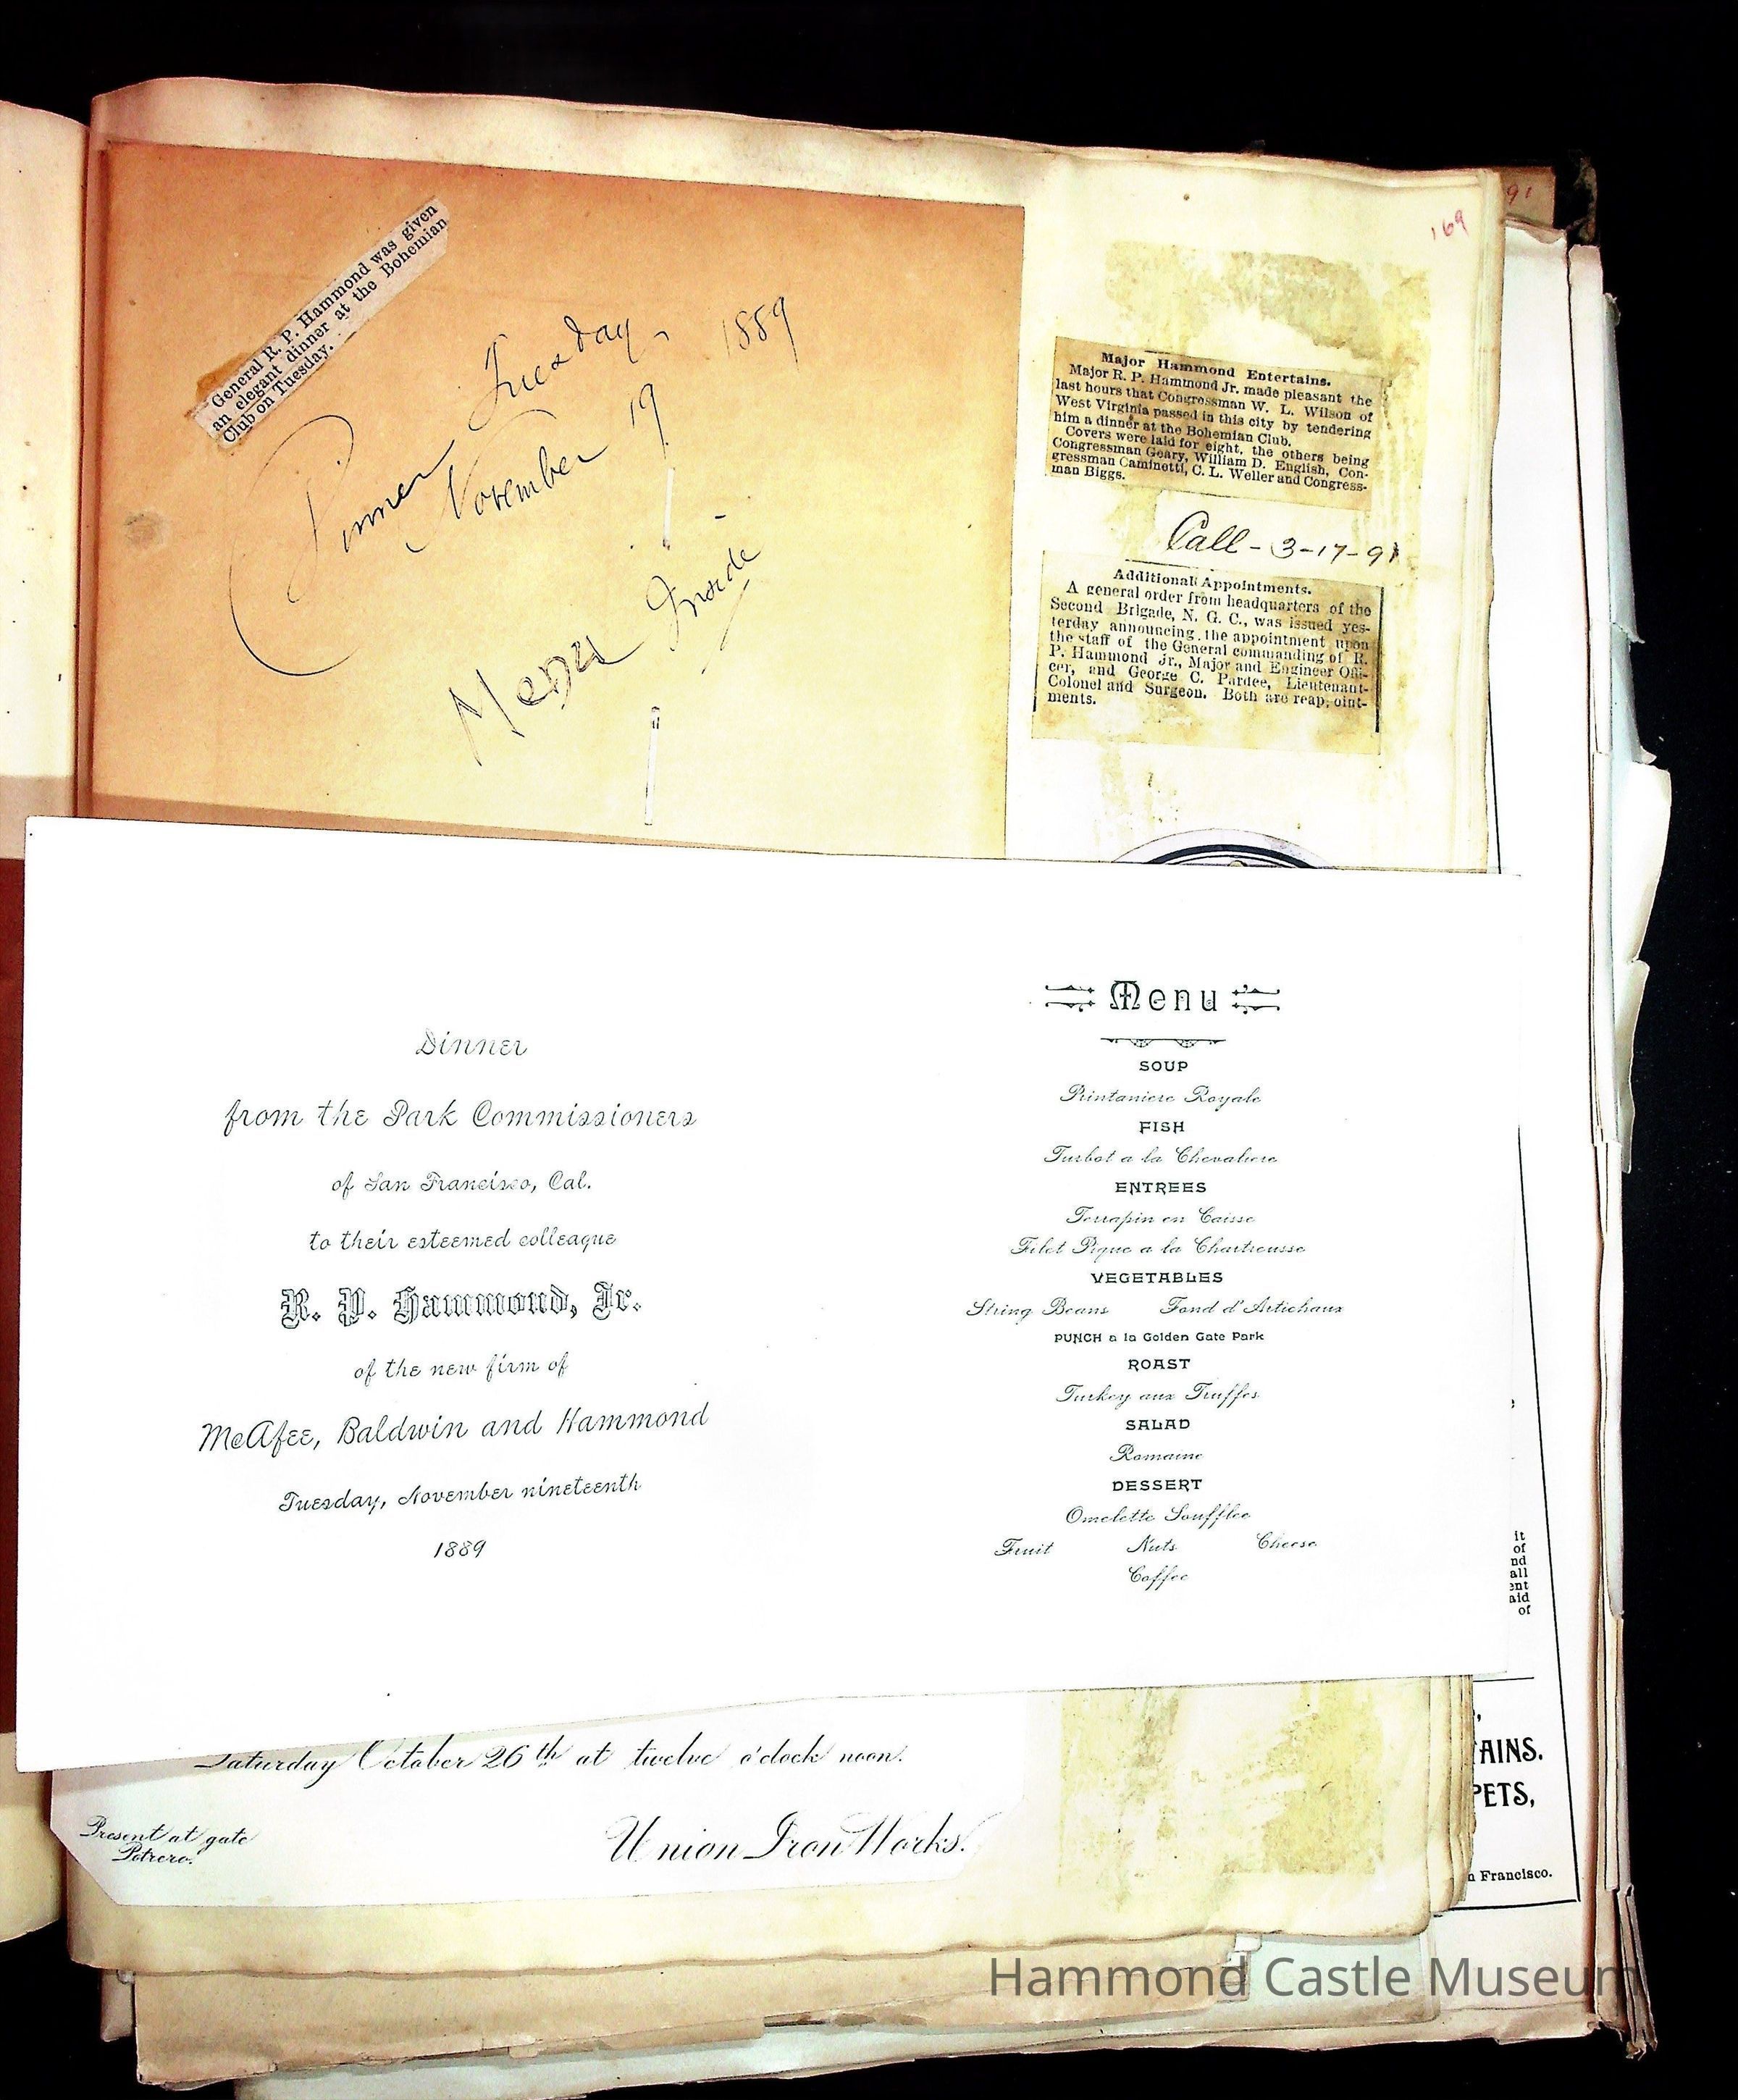 General R. P. Hammond was given
an elegant dinner at the Bohemian
Club on Tuesday.
Dinner Tuesday,
November 19 1889
Menu Inside
91
169
Major Hammond Entertains.
Major R. P. Hammond Jr. made pleasant the
last hours that Congressman W. L. Wilson of
West Virginia passed in this city by tendering
him a dinner at the Bohemian Club.
Covers were laid for eight, the others being
Congressman Geary, William D. English, Con-
gressman Caminetti, C. L. Weller and Congress-
man Biggs.
Call - 3-17-91
Additional Appointments.
A general order from headquarters of the
Second Brigade, N. G. C., was issued yes-
terday announcing the appointment upon
the staff of the General commanding of R.
P. Hammond Jr., Major and Engineer Offi-
cer, and George C. Pardee, Lieutenant-
Colonel and Surgeon. Both are reappoint-
ments.
Dinner
from the Park Commissioners
of San Francisco, Cal.
to their esteemed colleague
R. P. Hammond, Jr.
of the new firm of
McAfee, Baldwin and Hammond
Tuesday, November nineteenth
1889
Menu
SOUP
Printaniere Royale
FISH
Turbot a la Chevaliere
ENTREES
Terrapin en Caisse
Filet Pique a la Chartreusse
VEGETABLES
String Beans Fond d'Artichaux
PUNCH a la Golden Gate Park
ROAST
Turkey aux Truffes
SALAD
Romaine
DESSERT
Omelette Soufflee
Fruit Nuts Cheese
Coffee
it
of
nd
all
ent
aid
of
Saturday October 26th at twelve o'clock noon.
Present at gate
Potrero.
Union Iron Works.
AINS.
PETS,
n Francisco.
Hammond Castle Museum